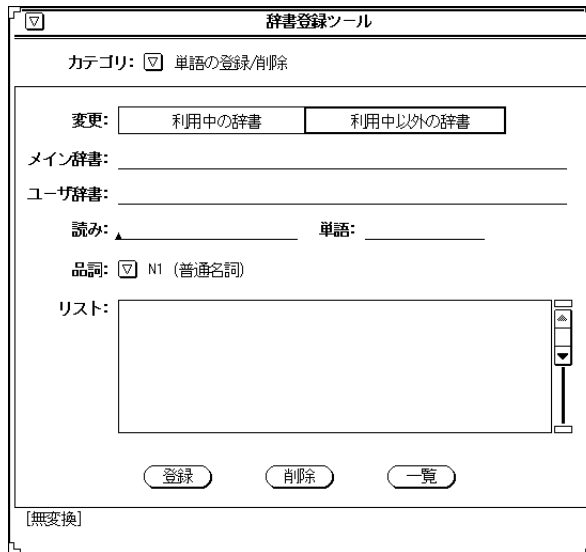 辞書登録ツール
カテゴリ: 単語の登録/削除
変更: 利用中の辞書 利用中以外の辞書
メイン辞書:
ユーザ辞書:
読み: 単語:
品詞: N1 (普通名詞)
リスト:
登録 削除 一覧
[無変換]